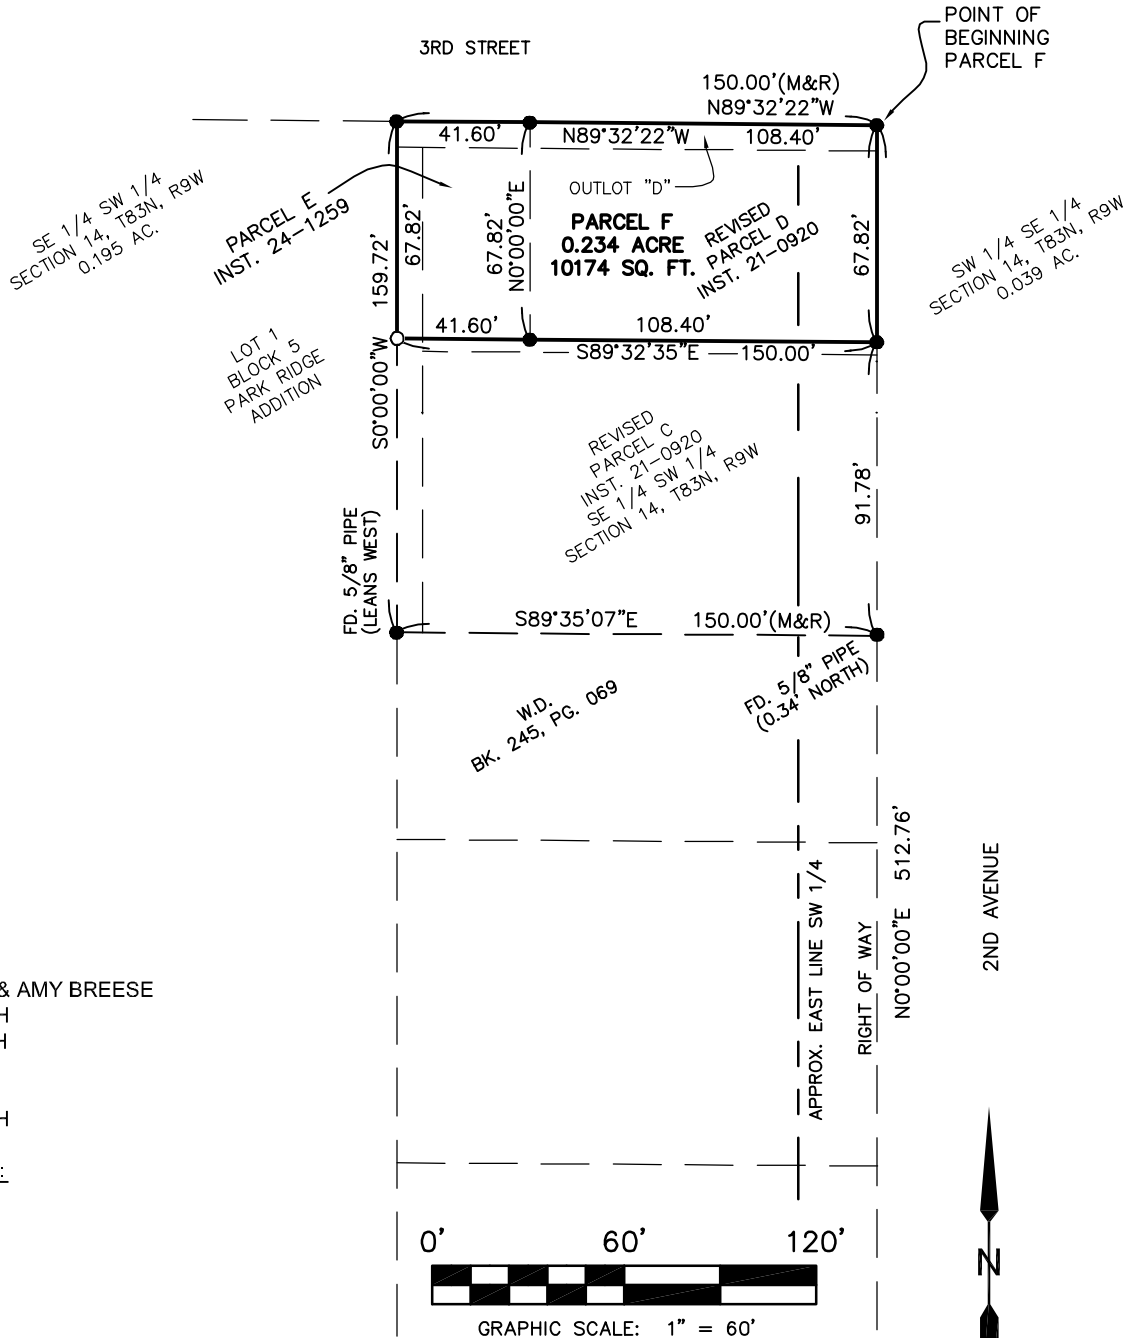 POINT OF
BEGINNING
PARCEL F
3RD STREET
150.00'(M&R)
N89°32'22"W
41.60'
N89°32'22"W
108.40'
OUTLOT "D"
SE 1/4 SW 1/4
SECTION 14, T83N, R9W
0.195 AC.
PARCEL E
INST. 24-1259
159.72'
67.82'
67.82'
N0°00'00"E
PARCEL F
0.234 ACRE
10174 SQ. FT.
REVISED
PARCEL D
INST. 21-0920
67.82'
SW 1/4 SE 1/4
SECTION 14, T83N, R9W
0.039 AC.
41.60'
108.40'
S89°32'35"E
150.00'
LOT 1
BLOCK 5
PARK RIDGE
ADDITION
S0°00'00"W
REVISED
PARCEL C
INST. 21-0920
SE 1/4 SW 1/4
SECTION 14, T83N, R9W
91.78'
FD. 5/8" PIPE
(LEANS WEST)
S89°35'07"E
150.00'(M&R)
FD. 5/8" PIPE
(0.34' NORTH)
W.D.
BK. 245, PG. 069
APPROX. EAST LINE SW 1/4
RIGHT OF WAY
N0°00'00"E 512.76'
2ND AVENUE
& AMY BREESE
H
H
H
:
0'
60'
120'
GRAPHIC SCALE: 1" = 60'
N